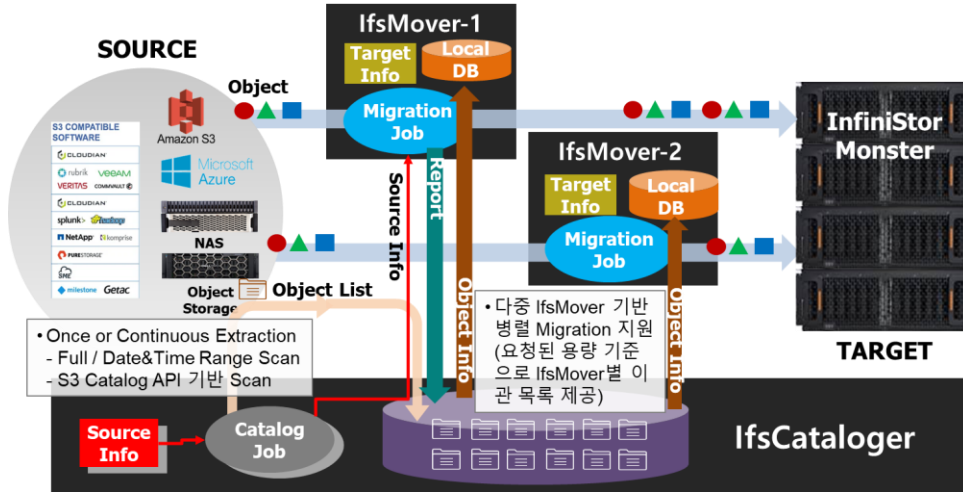 SOURCE
Object
S3 COMPATIBLE
SOFTWARE
CLOUDIAN
rubrik
veeam
VERITAS
COMMVAULT
CLOUDIAN
splunk>
hadoop
NetApp
komprise
PURESTORAGE
SMC
milestone
Getac
Amazon S3
Microsoft
Azure
NAS
Object
Storage
Object List
IfsMover-1
Target
Info
Local
DB
Migration
Job
Source Info
Report
Object Info
IfsMover-2
Target
Info
Local
DB
Migration
Job
Object Info
InfiniStor
Monster
TARGET
• Once or Continuous Extraction
- Full / Date&Time Range Scan
- S3 Catalog API 기반 Scan
• 다중 IfsMover 기반
병렬 Migration 지원
(요청된 용량 기준
으로 IfsMover별 이
관 목록 제공)
Source
Info
Catalog
Job
IfsCataloger